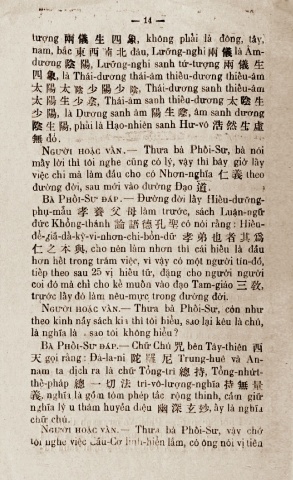 — 14 —
tượng 兩儀生四象, không phải là đông, tây,
nam, bắc 東西南北 đâu, Lưỡng-nghi 兩儀 là Âm-
dương 陰陽, Lưỡng-nghi sanh tứ-tượng 兩儀生
四象, là Thái-dương thái-âm thiếu-dương thiếu-âm
太陽太陰少陽少陰, Thái-dương sanh thiếu-âm
太陽生少陰, Thái-âm sanh thiếu-dương 太陰生
少陽, là Dương sanh âm 陽生陰, âm sanh dương
陰生陽, phải là Hạo-nhiên sanh Hư-vô 浩然生虛
無 đó.
NGƯỜI HOẶC VẤN. — Thưa bà Phối-Sư, bà nói
mấy lời thì tôi nghe cũng có lý, vậy thì bây giờ lấy
việc chi mà làm đầu cho có Nhơn-nghĩa 仁義 theo
đường đời, sau mới vào đường Đạo 道.
BÀ PHỐI-SƯ ĐÁP. — Đường đời lấy Hiếu-dưỡng-
phụ-mẫu 孝養父母 làm trước, sách Luận-ngữ
đức Khổng-thánh 論語德孔聖 có nói rằng : Hiếu-
đễ-giả-dã-kỳ-vi-nhơn-chi-bổn-dữ 孝弟也者其為
仁之本與, cho nên làm nhơn thì cái hiếu là đầu
hơn hết trong trăm việc, vì vậy có một người tín-đồ,
tiếp theo sau 25 vị hiếu tử, đặng cho người người
coi đó mà chỉ cho kẻ muốn vào đạo Tam-giáo 三教,
trước lấy đó làm nêu-mực trong đường đời.
NGƯỜI HOẶC VẤN. — Thưa bà Phối-Sư, còn như
theo kinh nầy sách kia thì tôi hiểu, sao lại kêu là chú,
là nghĩa là sao tôi không hiểu?
BÀ PHỐI-SƯ ĐÁP. — Chữ Chú 咒 bên Tây-thiên 西
天 gọi rằng : Đà-la-ni 陀羅尼 Trung-huê và An-
nam ta dịch ra là chữ Tổng-trì 總持, Tổng-nhứt-
thế-pháp 總一切法 trì-vô-lượng-nghĩa 持無量
義, nghĩa là gồm tóm phép tắc rộng thinh, cầm giữ
nghĩa lý u thâm huyền diệu 幽深玄妙, ấy là nghĩa
chữ chú.
NGƯỜI HOẶC VẤN. — Thưa bà Phối-Sư, vậy chớ
tôi nghe việc Cầu-Cơ linh-hiển lắm, có ông nói vị tiên